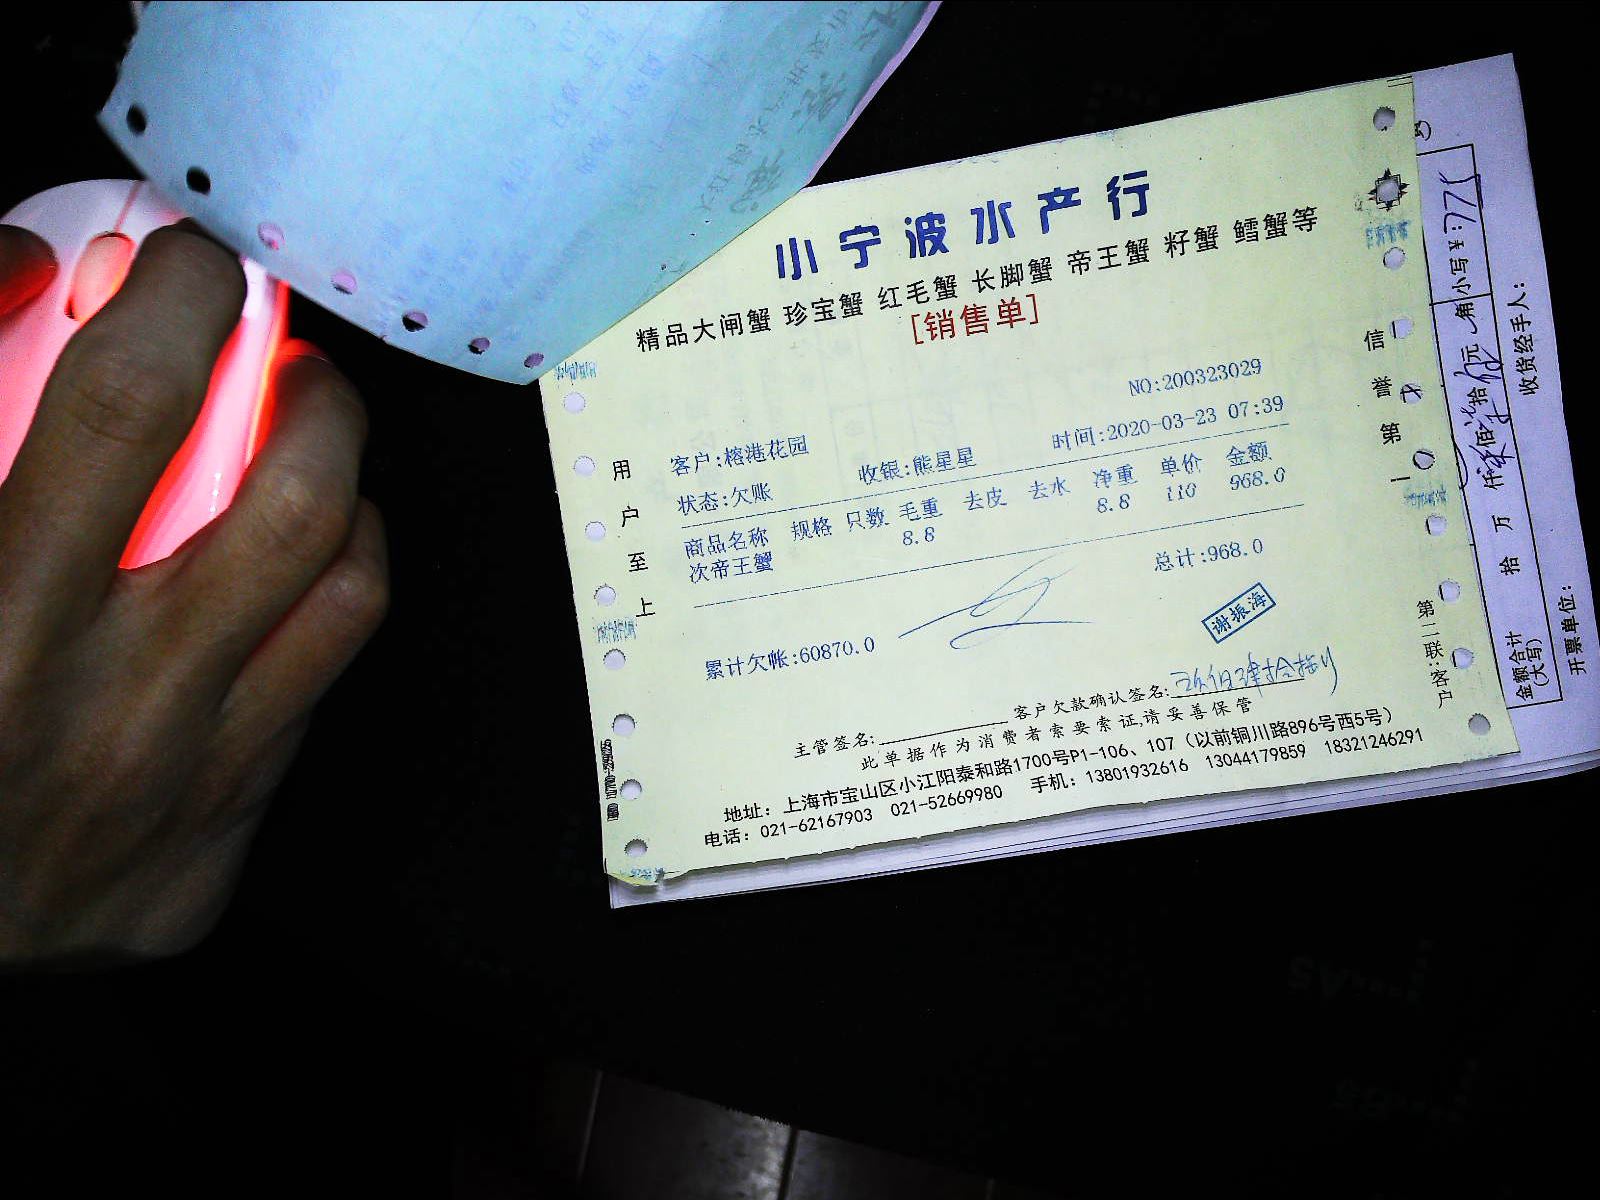 小宁波水产行
精品大闸蟹 珍宝蟹 红毛蟹 长脚蟹 帝王蟹 籽蟹 鳕蟹等
[销售单]
NO:200323029
客户:榕港花园 收银:熊星星 时间:2020-03-23 07:39
状态:欠账
商品名称 规格 只数 毛重 去皮 去水 净重 单价 金额
次帝王蟹 8.8 8.8 110 968.0
总计:968.0
谢振海
累计欠帐:60870.0
主管签名: 客户欠款确认签名:
此单据作为消费者索要索证,请妥善保管
地址：上海市宝山区小江阳泰和路1700号P1-106、107（以前铜川路896号西5号）
电话：021-62167903 021-52669980 手机：13801932616 13044179859 18321246291
用户至上
信誉第一
第二联:客户
金额合计(大写) 拾 万 仟 佰 拾 元 角 小写¥:775
开票单位： 收货经手人：